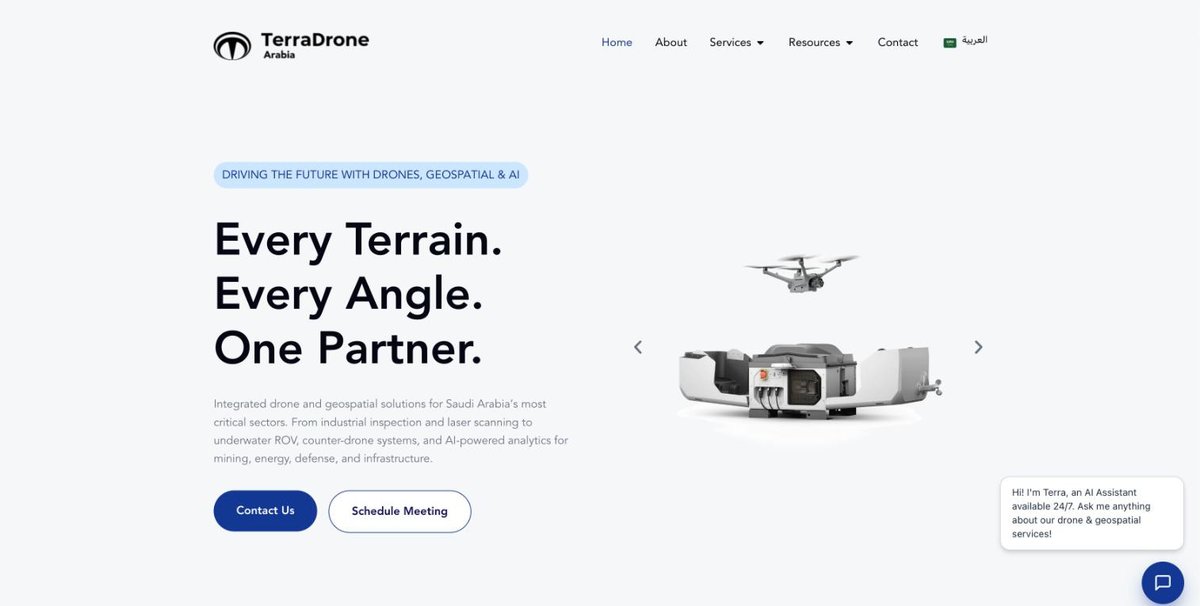 TerraDrone
Arabia
Home
About
Services
Resources
Contact
العربية
DRIVING THE FUTURE WITH DRONES, GEOSPATIAL & AI
Every Terrain.
Every Angle.
One Partner.
Integrated drone and geospatial solutions for Saudi Arabia's most
critical sectors. From industrial inspection and laser scanning to
underwater ROV, counter-drone systems, and AI-powered analytics for
mining, energy, defense, and infrastructure.
Contact Us
Schedule Meeting
Hi! I'm Terra, an AI Assistant
available 24/7. Ask me anything
about our drone & geospatial
services!